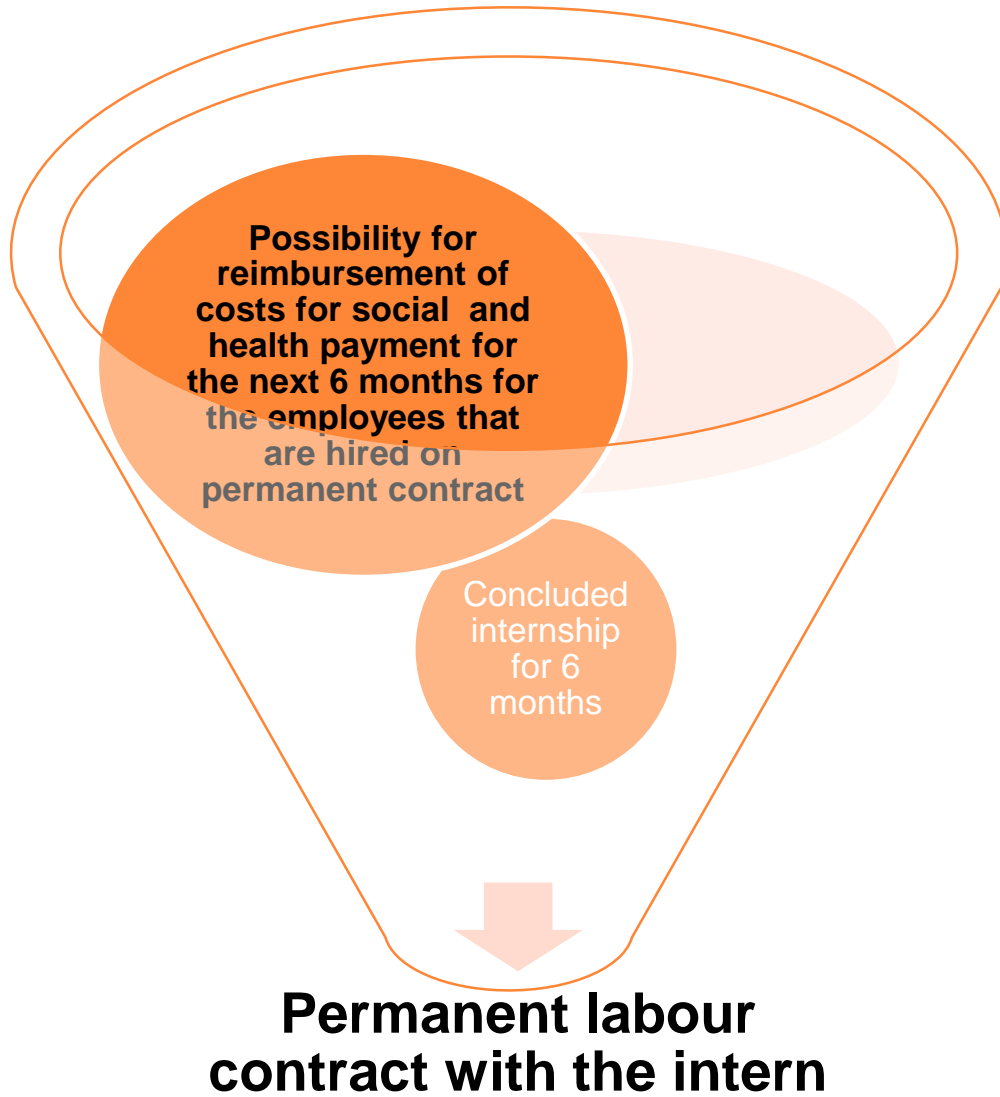 Possibility for
reimbursement of
costs for social  and
health payment for
the next 6 months for
the employees that
are hired on
permanent contract
Concluded
internship
for 6
months
Permanent labour
contract with the intern